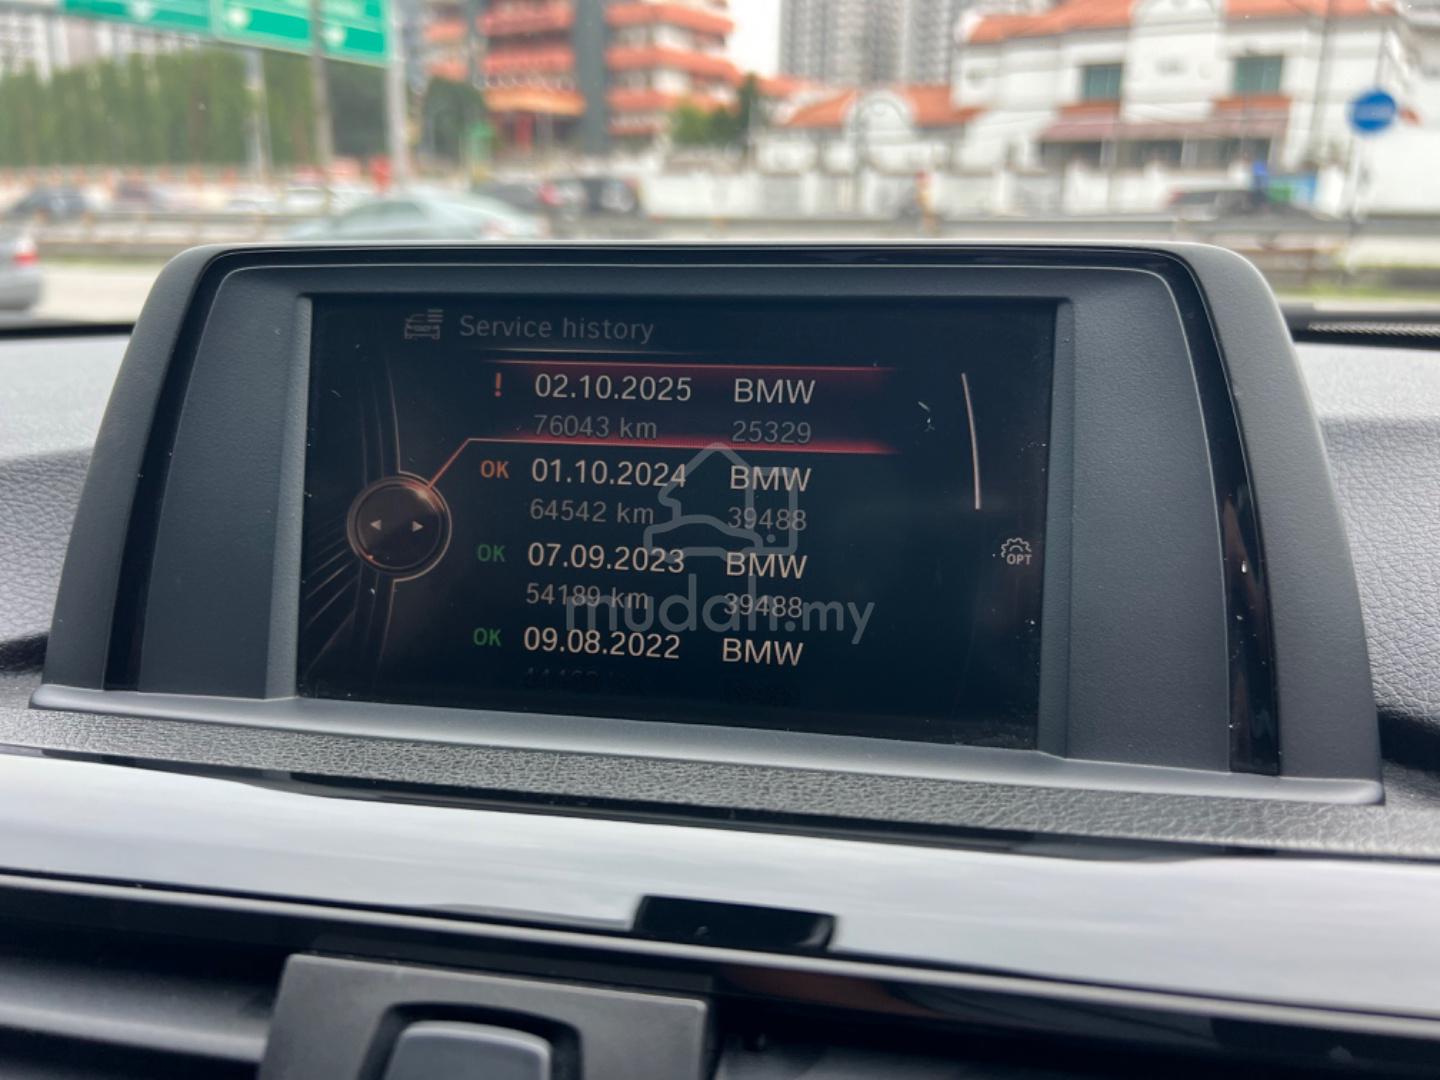 Service history
! 02.10.2025 BMW
76043 km 25329
OK 01.10.2024 BMW
64542 km 39488
OK 07.09.2023 BMW
54189 km 39488
OK 09.08.2022 BMW
OPT
mudah.my